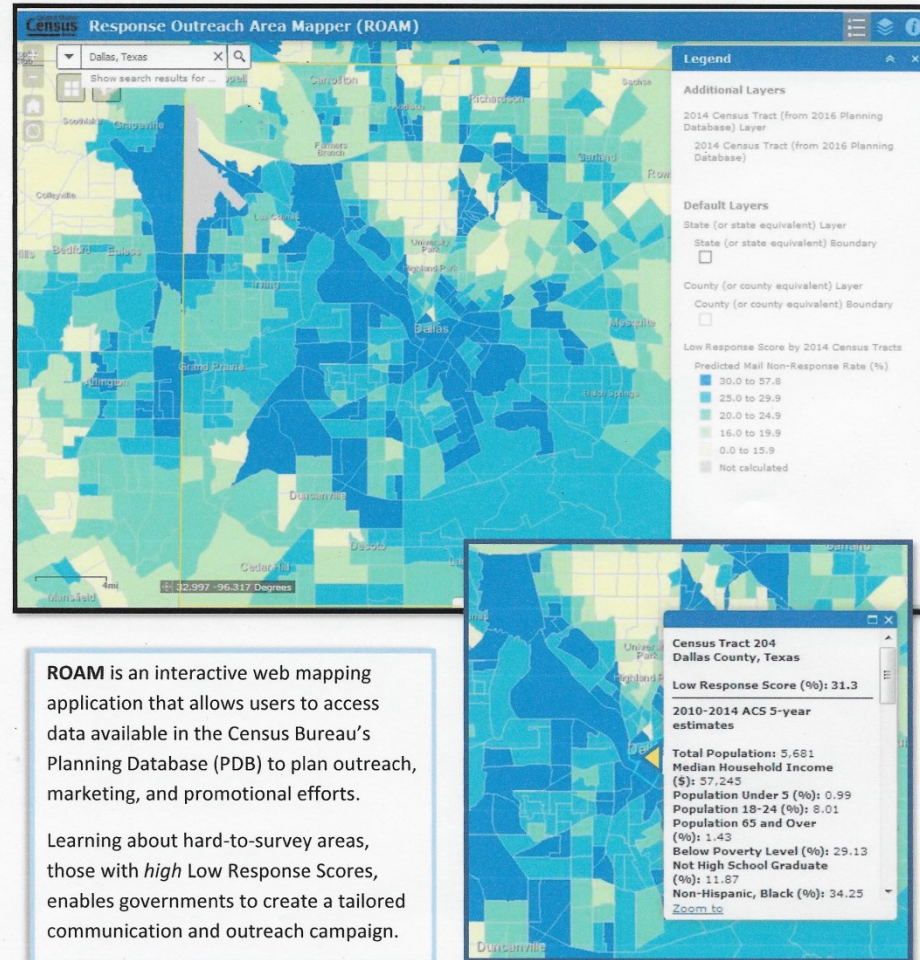 Census Response Outreach Area Mapper (ROAM)
Dallas, Texas
Show search results for ...
Carrollton
Richardson
Sachse
Southlake
Grapevine
Farmers
Branch
Garland
Colleyville
Las Colinas
University
Park
Highland Park
Bedford
Euless
Irving
Dallas
Mesquite
Arlington
Grand Prairie
Balch Springs
Duncanville
Desoto
Cedar Hill
Mansfield
4mi
32.997 -96.317 Degrees
Legend
Additional Layers
2014 Census Tract (from 2016 Planning
Database) Layer
2014 Census Tract (from 2016 Planning
Database)
Default Layers
State (or state equivalent) Layer
State (or state equivalent) Boundary
County (or county equivalent) Layer
County (or county equivalent) Boundary
Low Response Score by 2014 Census Tracts
Predicted Mail Non-Response Rate (%)
30.0 to 57.8
25.0 to 29.9
20.0 to 24.9
16.0 to 19.9
0.0 to 15.9
Not calculated
ROAM is an interactive web mapping
application that allows users to access
data available in the Census Bureau's
Planning Database (PDB) to plan outreach,
marketing, and promotional efforts.
Learning about hard-to-survey areas,
those with high Low Response Scores,
enables governments to create a tailored
communication and outreach campaign.
Garland
Park
Duncanville
Census Tract 204
Dallas County, Texas
Low Response Score (%): 31.3
2010-2014 ACS 5-year
estimates
Total Population: 5,681
Median Household Income
($): 57,245
Population Under 5 (%): 0.99
Population 18-24 (%): 8.01
Population 65 and Over
(%): 1.43
Below Poverty Level (%): 29.13
Not High School Graduate
(%): 11.87
Non-Hispanic, Black (%): 34.25
Zoom to